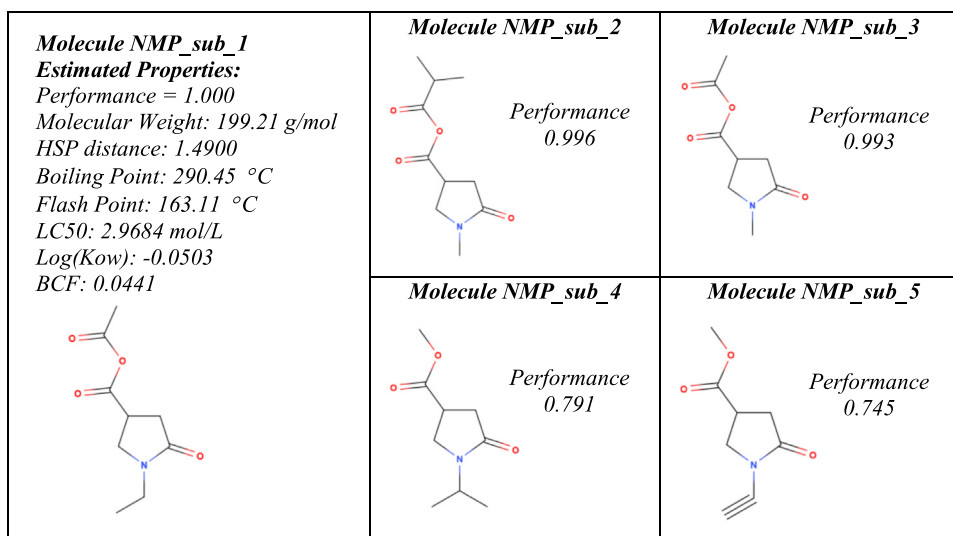 Molecule NMP_sub_1
Estimated Properties:
Performance = 1.000
Molecular Weight: 199.21 g/mol
HSP distance: 1.4900
Boiling Point: 290.45 °C
Flash Point: 163.11 °C
LC50: 2.9684 mol/L
Log(Kow): -0.0503
BCF: 0.0441
O
O
O
N
O
Molecule NMP_sub_2
Performance
0.996
O
O
O
N
O
Molecule NMP_sub_3
Performance
0.993
O
O
O
N
O
Molecule NMP_sub_4
Performance
0.791
O
O
N
O
Molecule NMP_sub_5
Performance
0.745
O
O
N
O